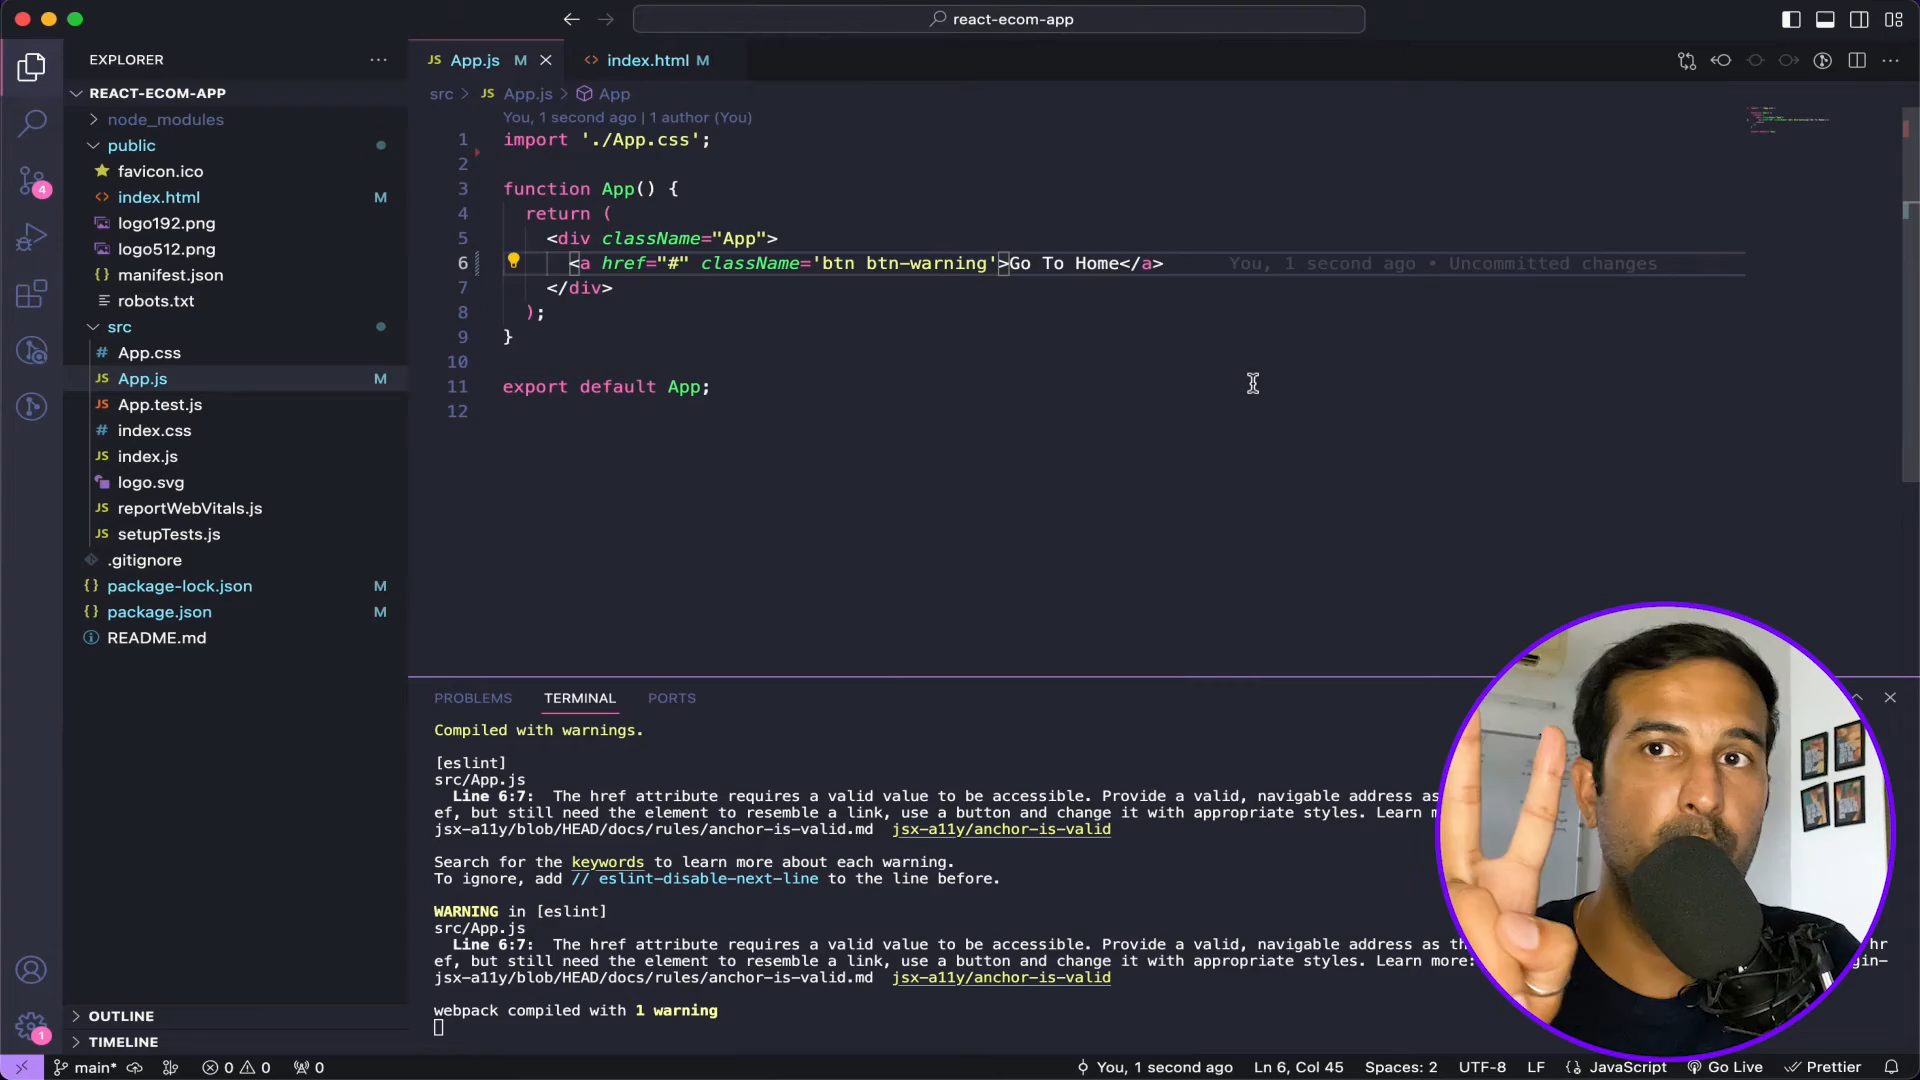 react-ecom-app
EXPLORER
REACT-ECOM-APP
node_modules
public
favicon.ico
index.html M
logo192.png
logo512.png
manifest.json
robots.txt
src
App.css
JS App.js M
JS App.test.js
index.css
JS index.js
logo.svg
JS reportWebVitals.js
JS setupTests.js
.gitignore
package-lock.json M
package.json M
README.md
OUTLINE
TIMELINE
4
1
JS App.js M
index.html M
src > JS App.js > App
You, 1 second ago | 1 author (You)
1 import './App.css';
2
3 function App() {
4 return (
5 <div className="App">
6 <a href="#" className='btn btn-warning'>Go To Home</a> You, 1 second ago • Uncommitted changes
7 </div>
8 );
9 }
10
11 export default App;
12
PROBLEMS TERMINAL PORTS
Compiled with warnings.
[eslint]
src/App.js
Line 6:7: The href attribute requires a valid value to be accessible. Provide a valid, navigable address as
ef, but still need the element to resemble a link, use a button and change it with appropriate styles. Learn m
jsx-a11y/blob/HEAD/docs/rules/anchor-is-valid.md jsx-a11y/anchor-is-valid
Search for the keywords to learn more about each warning.
To ignore, add // eslint-disable-next-line to the line before.
WARNING in [eslint]
src/App.js
Line 6:7: The href attribute requires a valid value to be accessible. Provide a valid, navigable address as th hr
ef, but still need the element to resemble a link, use a button and change it with appropriate styles. Learn more: gin-
jsx-a11y/blob/HEAD/docs/rules/anchor-is-valid.md jsx-a11y/anchor-is-valid
webpack compiled with 1 warning
main* 0 0 0 You, 1 second ago Ln 6, Col 45 Spaces: 2 UTF-8 LF {} JavaScript Go Live Prettier